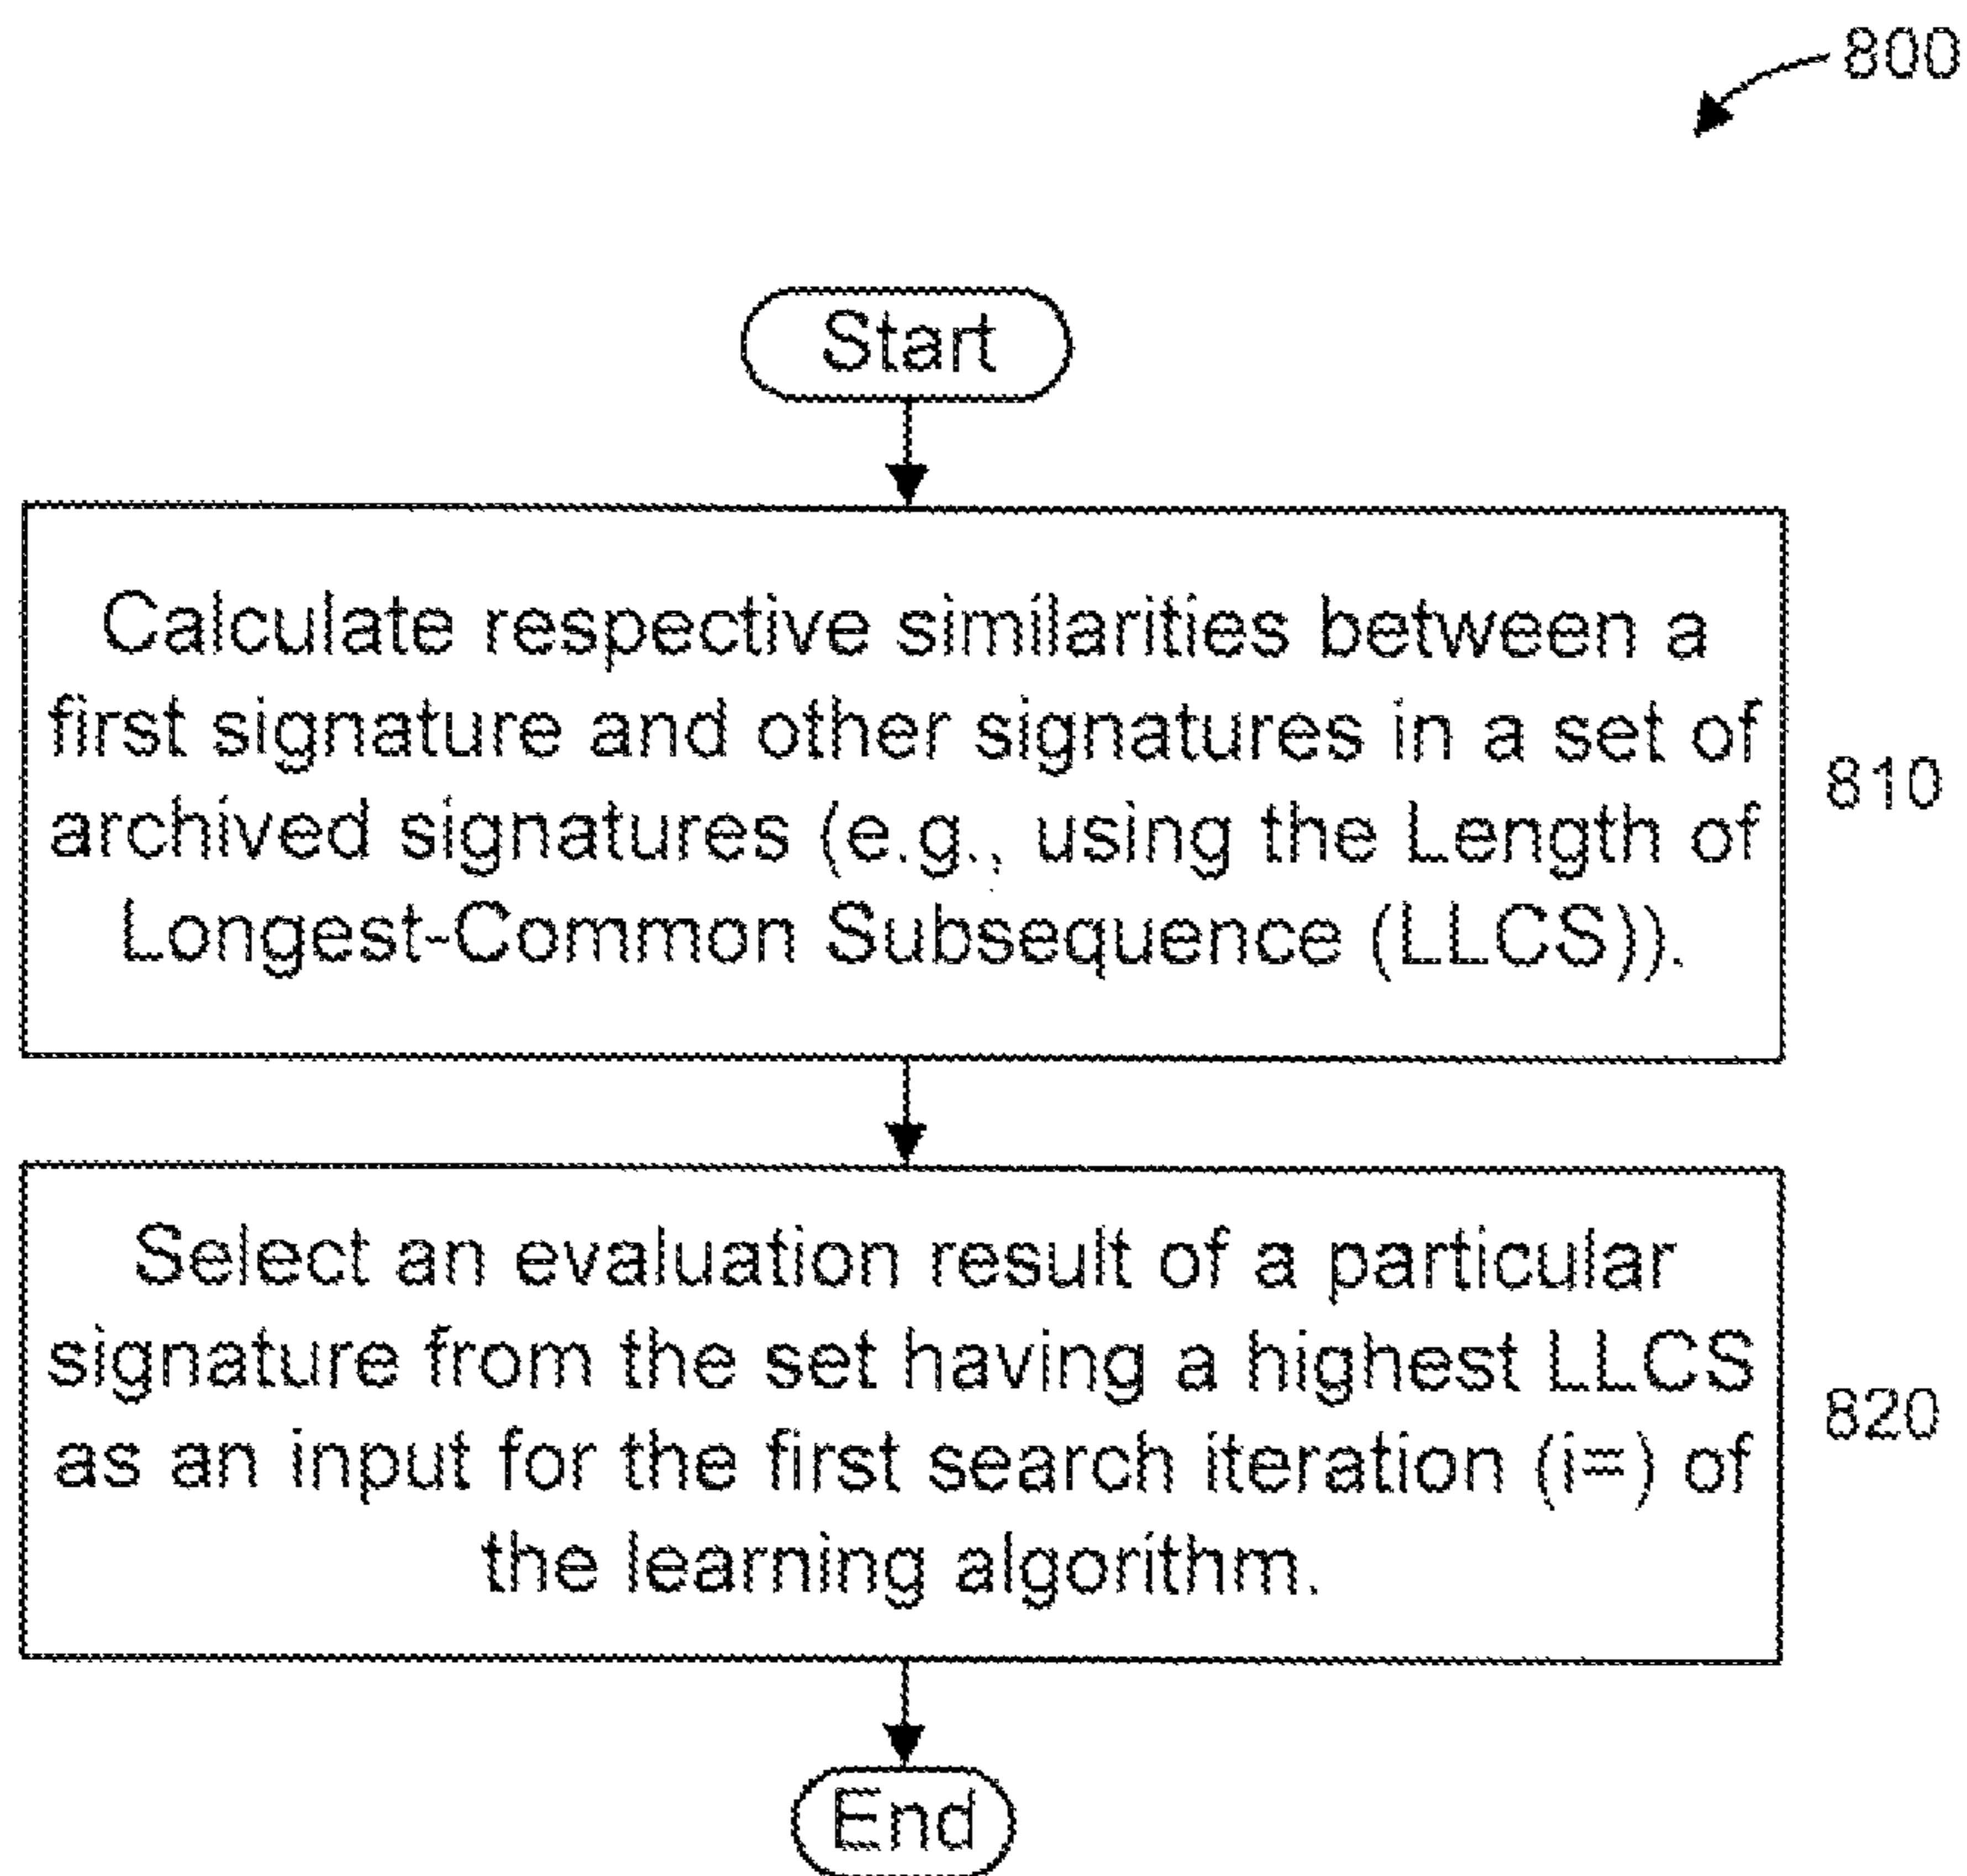 800
Start
Calculate respective similarities between a
first signature and other signatures in a set of
archived signatures (e.g., using the Length of
Longest-Common Subsequence (LLCS)).
810
Select an evaluation result of a particular
signature from the set having a highest LLCS
as an input for the first search iteration (i=) of
the learning algorithm.
820
End